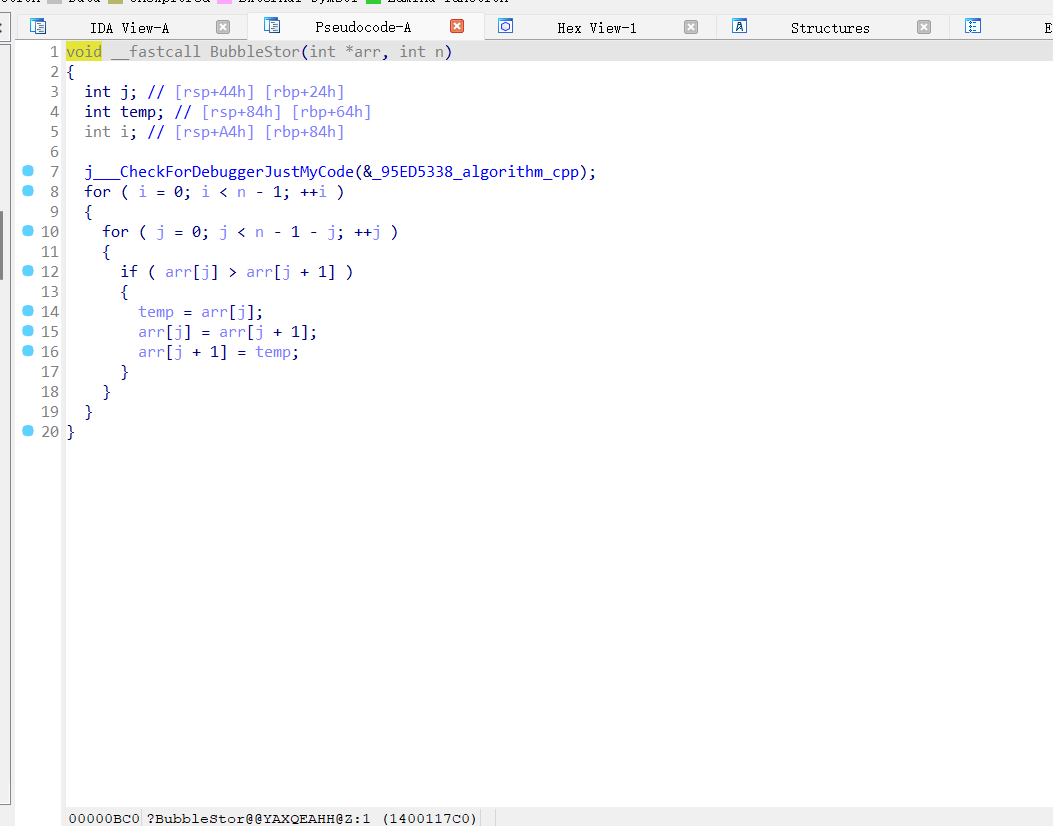 IDA View-A Pseudocode-A Hex View-1 Structures
1 void __fastcall BubbleStor(int *arr, int n)
2 {
3 int j; // [rsp+44h] [rbp+24h]
4 int temp; // [rsp+84h] [rbp+64h]
5 int i; // [rsp+A4h] [rbp+84h]
6
7 j___CheckForDebuggerJustMyCode(&_95ED5338_algorithm_cpp);
8 for ( i = 0; i < n - 1; ++i )
9 {
10 for ( j = 0; j < n - 1 - j; ++j )
11 {
12 if ( arr[j] > arr[j + 1] )
13 {
14 temp = arr[j];
15 arr[j] = arr[j + 1];
16 arr[j + 1] = temp;
17 }
18 }
19 }
20 }
00000BC0 ?BubbleStor@@YAXQEAHH@Z:1 (1400117C0)